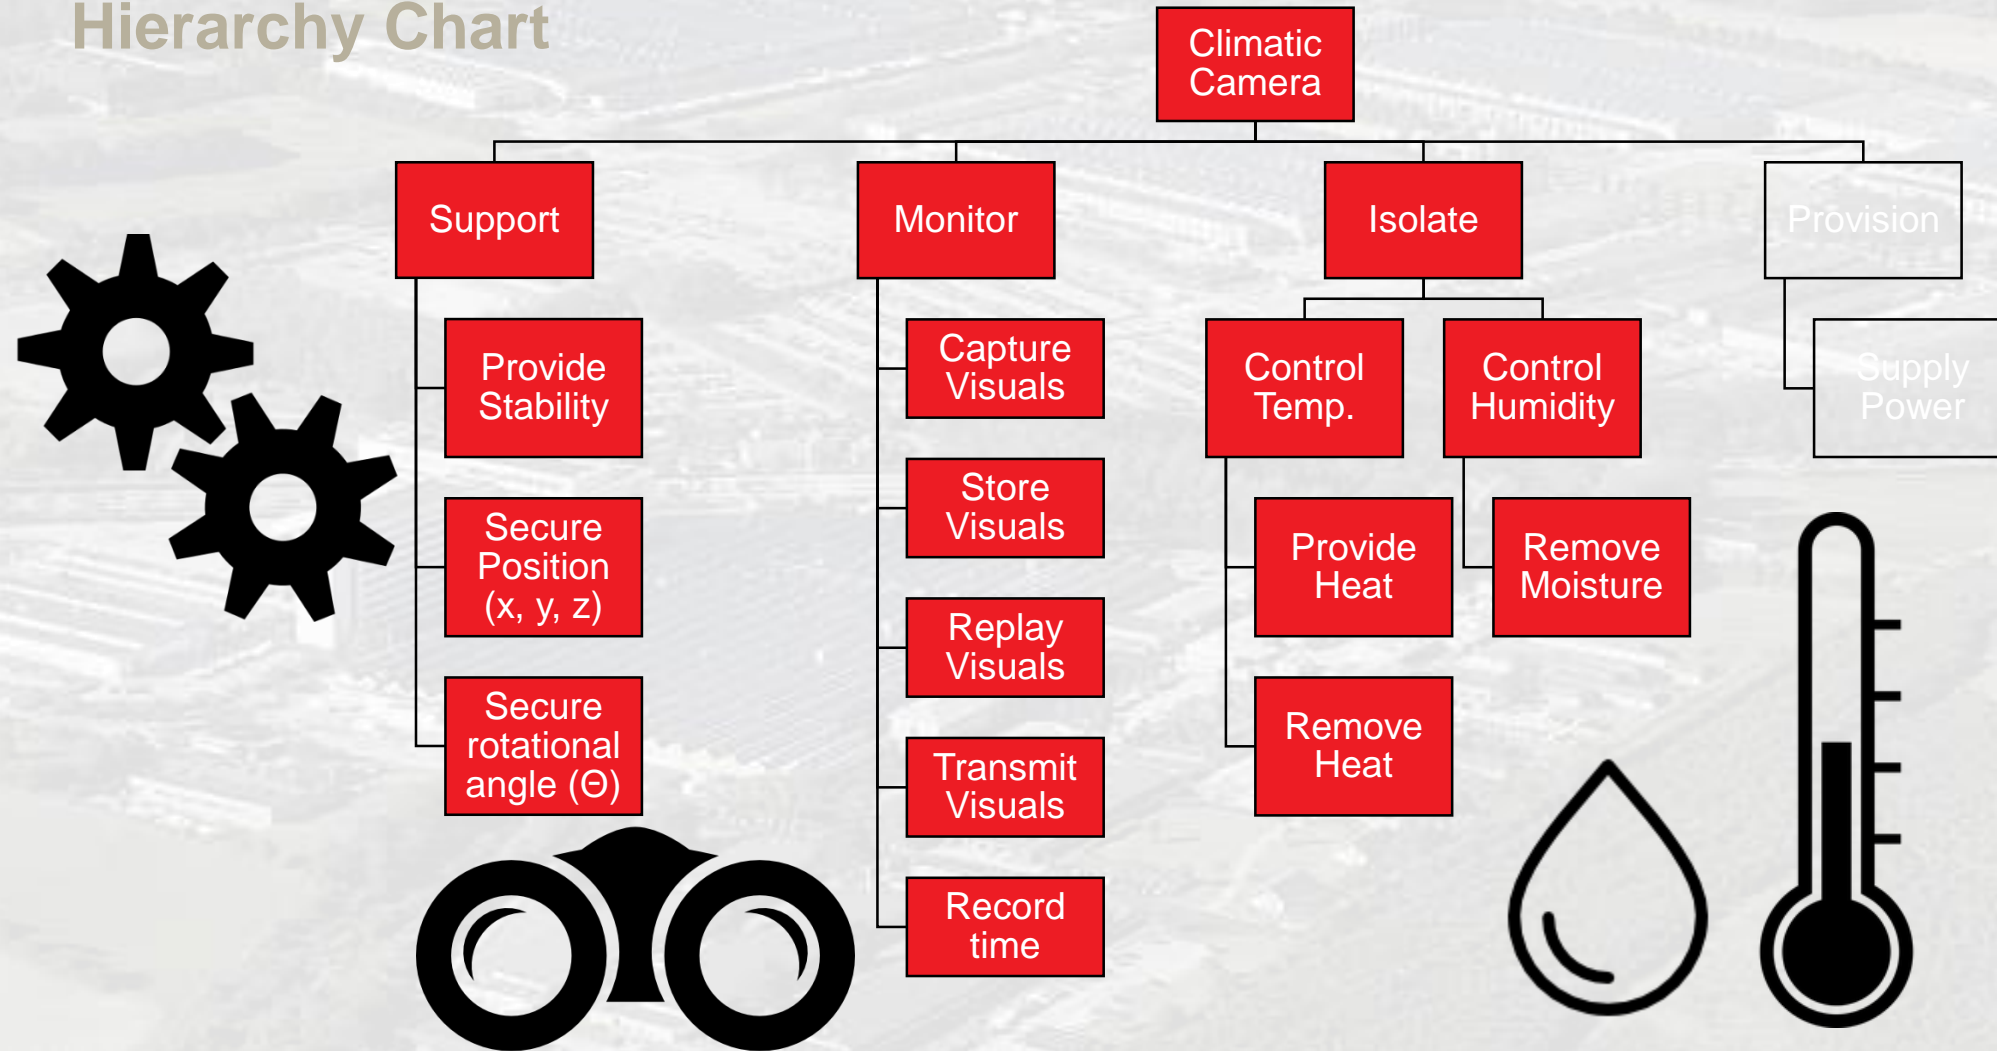 Hierarchy Chart
Climatic
Camera
Support
Monitor
Isolate
Provision
Provide
Stability
Secure
Position
(x, y, z)
Secure
rotational
angle (Θ)
Capture
Visuals
Store
Visuals
Replay
Visuals
Transmit
Visuals
Record
time
Control
Temp.
Provide
Heat
Remove
Heat
Control
Humidity
Remove
Moisture
Supply
Power